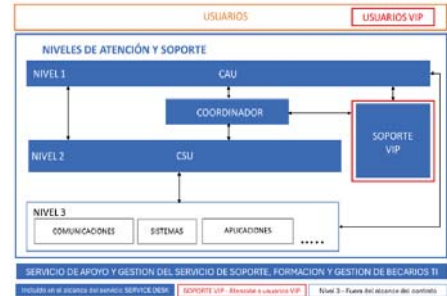 USUARIOS
USUARIOS VIP
NIVELES DE ATENCIÓN Y SOPORTE
NIVEL 1
CAU
COORDINADOR
SOPORTE
VIP
NIVEL 2
CSU
NIVEL 3
COMUNICACIONES
SISTEMAS
APLICACIONES
.....
SERVICIO DE APOYO Y GESTION DEL SERVICIO DE SOPORTE, FORMACION Y GESTION DE BECARIOS TI
Incluido en el alcance del servicio SERVICE DESK
SOPORTE VIP - Atención a usuarios VIP
Nivel 3 - Fuera del alcance del contrato